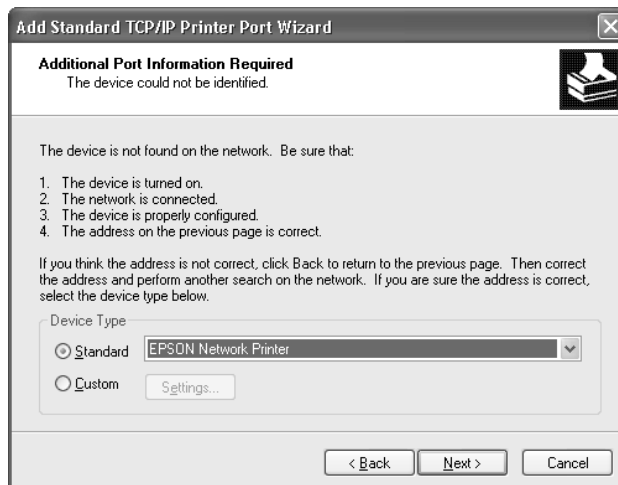 Add Standard TCP/IP Printer Port Wizard
Additional Port Information Required
The device could not be identified.
The device is not found on the network.  Be sure that:
1.  The device is turned on.
2.  The network is connected.
3.  The device is properly configured.
4.  The address on the previous page is correct.
If you think the address is not correct, click Back to return to the previous page.  Then correct
the address and perform another search on the network.  If you are sure the address is correct,
select the device type below.
Device Type
Standard EPSON Network Printer
Custom Settings...
< Back Next > Cancel